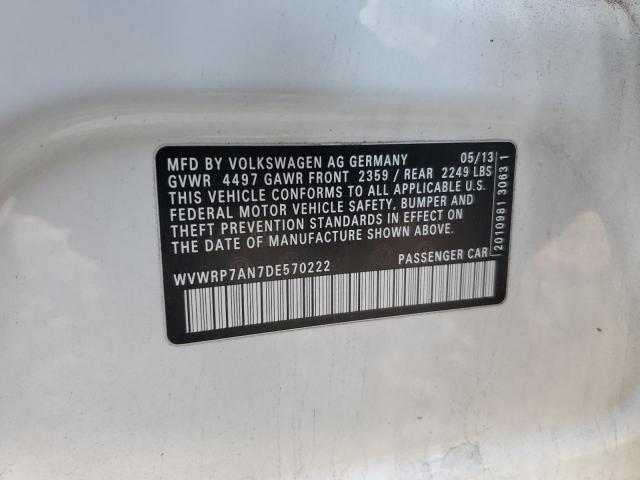 MFD BY VOLKSWAGEN AG GERMANY 05/13
GVWR 4497 GAWR FRONT 2359 / REAR 2249 LBS
THIS VEHICLE CONFORMS TO ALL APPLICABLE U.S.
FEDERAL MOTOR VEHICLE SAFETY, BUMPER AND
THEFT PREVENTION STANDARDS IN EFFECT ON
THE DATE OF MANUFACTURE SHOWN ABOVE.
WVWRP7AN7DE570222 PASSENGER CAR
2010981 30631